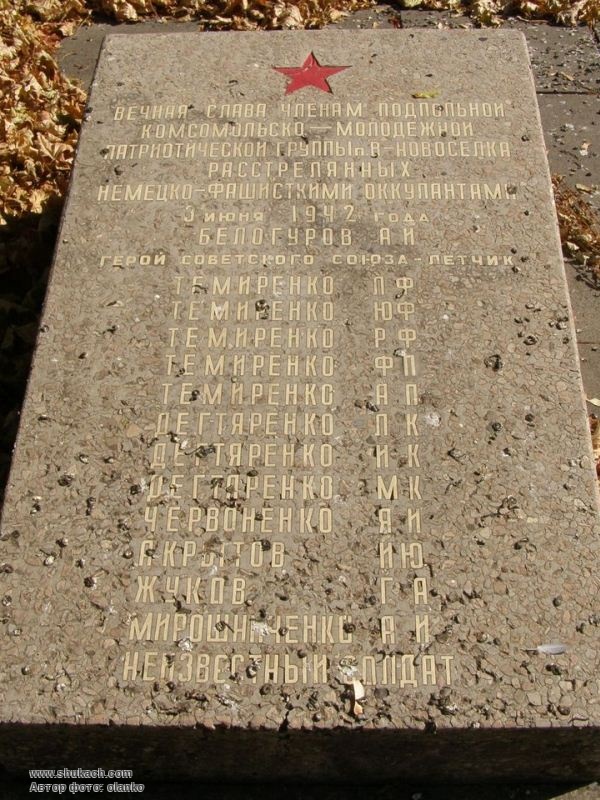 "ВЕЧНАЯ СЛАВА ЧЛЕНАМ ПОДПОЛЬНОЙ
КОМСОМОЛЬСКО-МОЛОДЕЖНОЙ
ПАТРИОТИЧЕСКОЙ ГРУППЫ В-НОВОСЕЛКА
РАССТРЕЛЯННЫХ
НЕМЕЦКО-ФАШИСТКИМИ ОККУПАНТАМИ"
3 ИЮНЯ 1942 ГОДА
БЕЛОГУРОВ А И
ГЕРОЙ СОВЕТСКОГО СОЮЗА-ЛЕТЧИК
ТЕМИРЕНКО П Ф
ТЕМИРЕНКО Ю Ф
ТЕМИРЕНКО Р Ф
ТЕМИРЕНКО Ф П
ТЕМИРЕНКО А П
ДЕГТЯРЕНКО П К
ДЕГТЯРЕНКО И К
ДЕГТЯРЕНКО М К
ЧЕРВОНЕНКО Я И
И Ю
ЖУКОВ Г А
МИРОШНИЧЕНКО А И
НЕИЗВЕСТНЫЙ СОЛДАТ
www.shukach.com
Автор фото: olanko